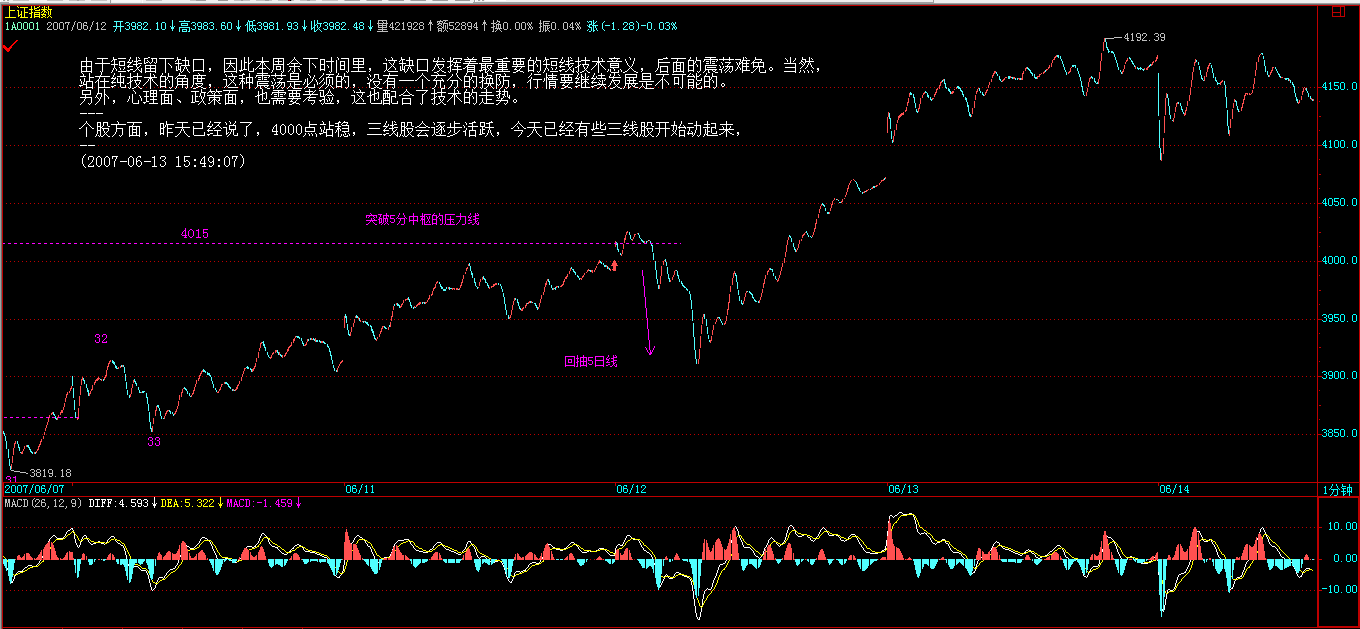 上证指数
1A0001 2007/06/12 开3982.10↓高3983.60↓低3981.93↓收3982.48↓量421928↑额52894↑换0.00% 振0.04% 涨(-1.28)-0.03%
由于短线留下缺口，因此本周余下时间里，这缺口发挥着最重要的短线技术意义，后面的震荡难免。当然，
站在纯技术的角度，这种震荡是必须的，没有一个充分的换防，行情要继续发展是不可能的。
另外，心理面、政策面，也需要考验，这也配合了技术的走势。
---
个股方面，昨天已经说了，4000点站稳，三线股会逐步活跃，今天已经有些三线股开始动起来，
--
(2007-06-13 15:49:07)
4192.39
4150.0
4100.0
4050.0
突破5分中枢的压力线
4015
4000.0
3950.0
32
回抽5日线
3900.0
33
3850.0
3819.18
2007/06/07 06/11 06/12 06/13 06/14 1分钟
MACD(26,12,9) DIFF:4.593↓DEA:5.322↓MACD:-1.459↓
10.00
0.00
-10.00